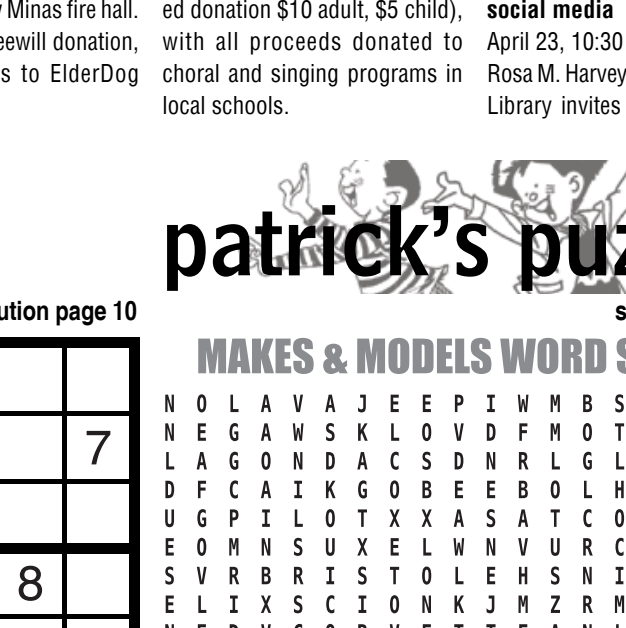 Minas fire hall.
eewill donation,
s to ElderDog
ed donation $10 adult, $5 child),
with all proceeds donated to
choral and singing programs in
local schools.
social media
April 23, 10:30
Rosa M. Harvey
Library invites
patrick's puz
ution page 10
s
7
8
MAKES & MODELS WORD S
N O L A V A J E E P I W M B S
N E G A W S K L O V D F M O T
L A G O N D A C S D N R L G L
D F C A I K G O B E E B O L H
U G P I L O T X X A S A T C O
E O M N S U X E L W N V U R C
S V R B R I S T O L E H S N I
E L I X S C I O N K J M Z R M